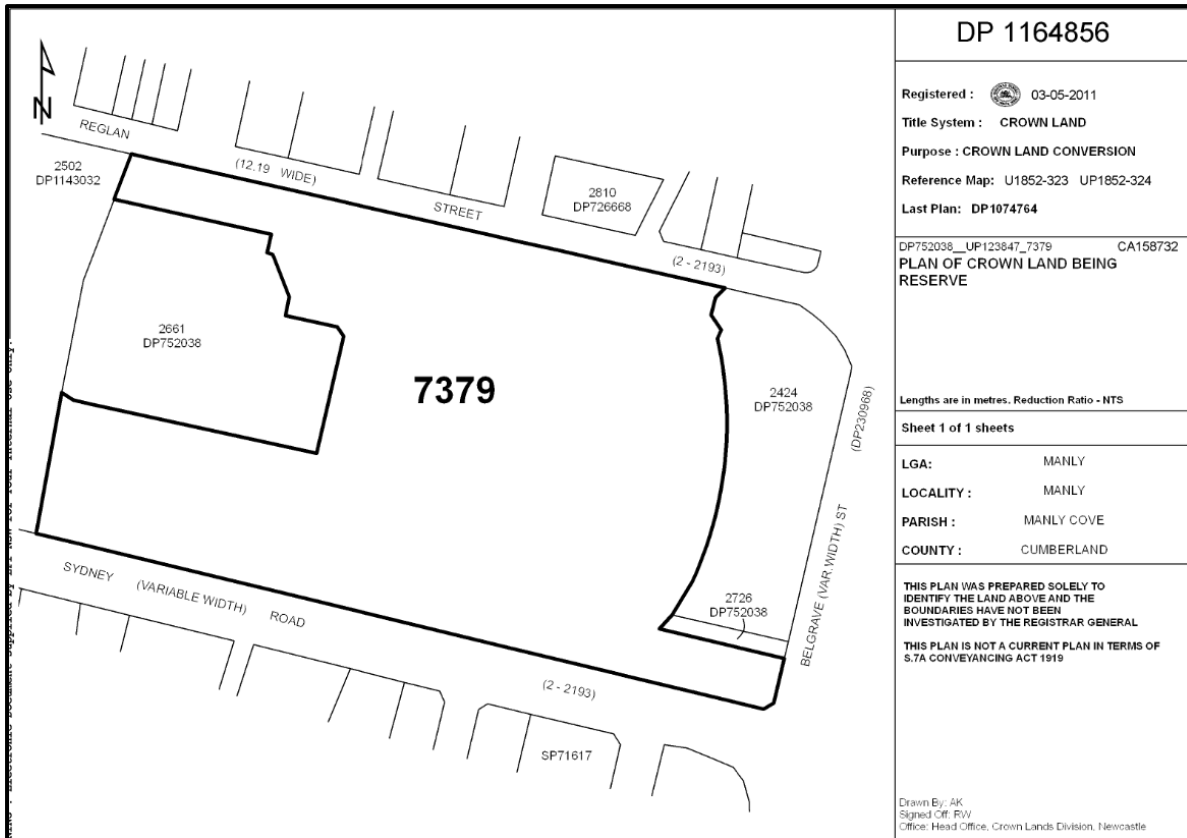 DP 1164856
Registered : 03-05-2011
Title System : CROWN LAND
Purpose : CROWN LAND CONVERSION
Reference Map: U1852-323 UP1852-324
Last Plan: DP1074764
DP752038__UP123847_7379 CA158732
PLAN OF CROWN LAND BEING
RESERVE
Lengths are in metres. Reduction Ratio - NTS
Sheet 1 of 1 sheets
LGA: MANLY
LOCALITY : MANLY
PARISH : MANLY COVE
COUNTY : CUMBERLAND
THIS PLAN WAS PREPARED SOLELY TO
IDENTIFY THE LAND ABOVE AND THE
BOUNDARIES HAVE NOT BEEN
INVESTIGATED BY THE REGISTRAR GENERAL
THIS PLAN IS NOT A CURRENT PLAN IN TERMS OF
S.7A CONVEYANCING ACT 1919
Drawn By: AK
Signed Off: RW
Office: Head Office, Crown Lands Division, Newcastle
N
REGLAN
(12.19 WIDE)
STREET
(2 - 2193)
2502
DP1143032
2810
DP726668
2661
DP752038
7379
2424
DP752038
(DP230968)
BELGRAVE (VAR.WIDTH) ST
2726
DP752038
SYDNEY (VARIABLE WIDTH) ROAD
(2 - 2193)
SP71617